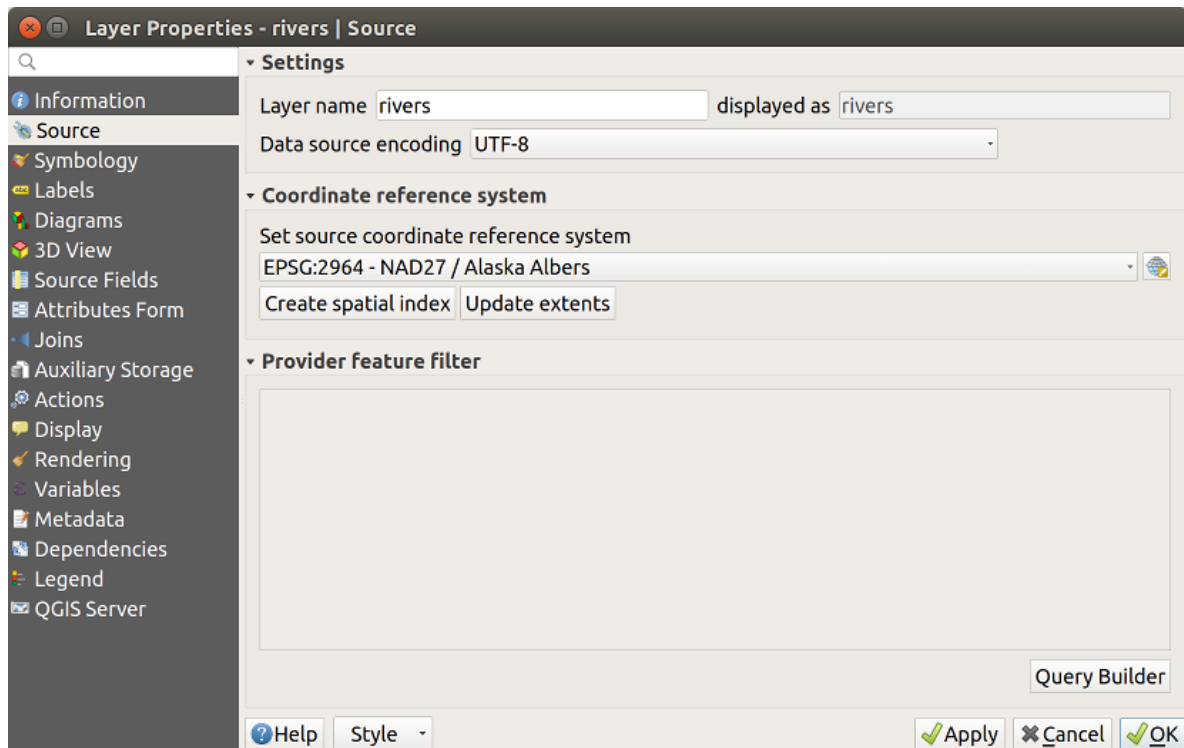 Layer Properties - rivers | Source
Information
Source
Symbology
Labels
Diagrams
3D View
Source Fields
Attributes Form
Joins
Auxiliary Storage
Actions
Display
Rendering
Variables
Metadata
Dependencies
Legend
QGIS Server
Settings
Layer name rivers displayed as rivers
Data source encoding UTF-8
Coordinate reference system
Set source coordinate reference system
EPSG:2964 - NAD27 / Alaska Albers
Create spatial index Update extents
Provider feature filter
Query Builder
Help Style Apply Cancel OK